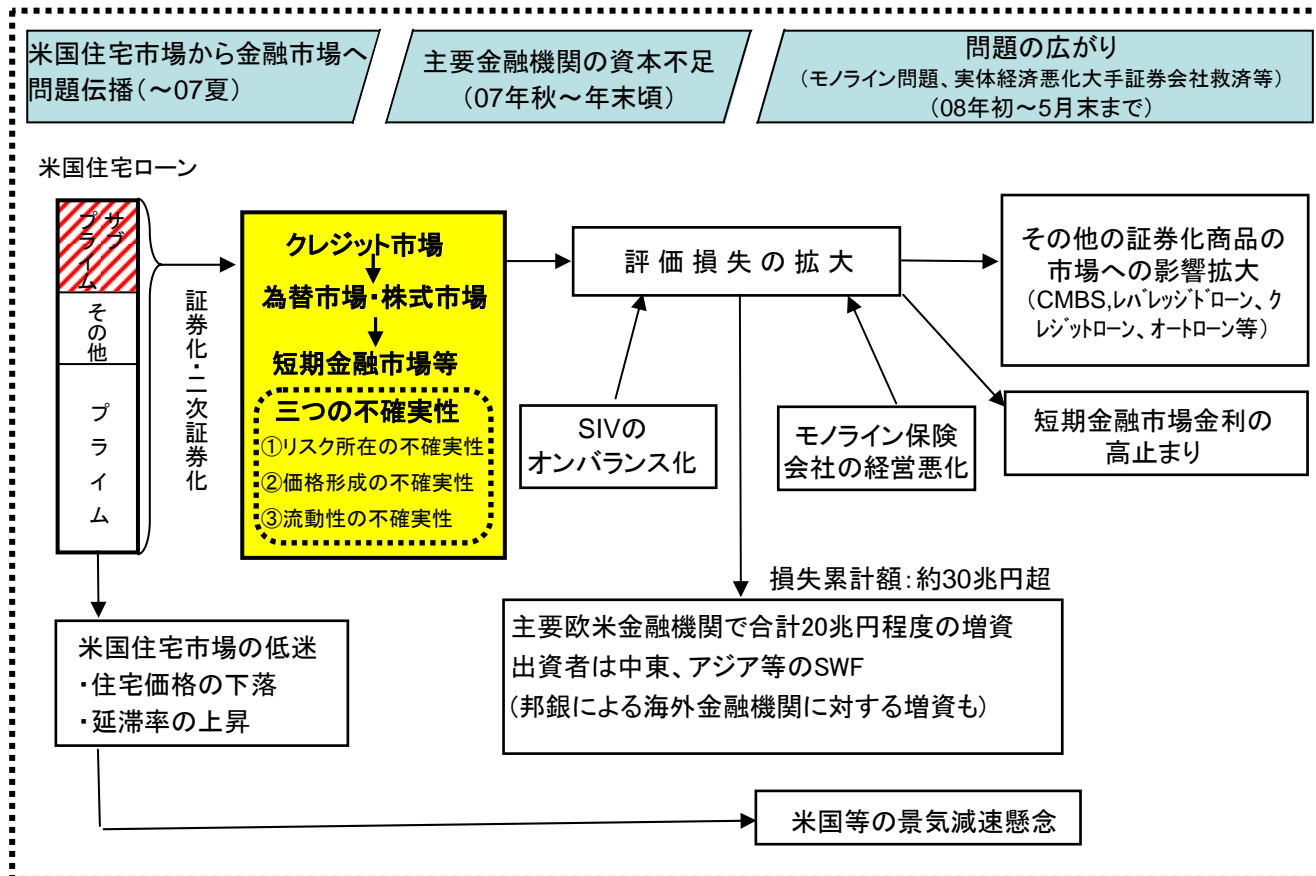 米国住宅市場から金融市場へ
問題伝播(～07夏)
主要金融機関の資本不足
(07年秋～年末頃)
問題の広がり
(モノライン問題、実体経済悪化大手証券会社救済等)
(08年初～5月末まで)
米国住宅ローン
サブプライム
その他
プライム
証券化・二次証券化
クレジット市場
為替市場・株式市場
短期金融市場等
三つの不確実性
①リスク所在の不確実性
②価格形成の不確実性
③流動性の不確実性
評価損失の拡大
SIVの
オンバランス化
モノライン保険
会社の経営悪化
その他の証券化商品の
市場への影響拡大
(CMBS,ﾚﾊﾞﾚｯｼﾞﾄﾞローン、ク
ﾚｼﾞｯﾄローン、オートローン等)
短期金融市場金利の
高止まり
損失累計額:約30兆円超
主要欧米金融機関で合計20兆円程度の増資
出資者は中東、アジア等のSWF
(邦銀による海外金融機関に対する増資も)
米国住宅市場の低迷
・住宅価格の下落
・延滞率の上昇
米国等の景気減速懸念